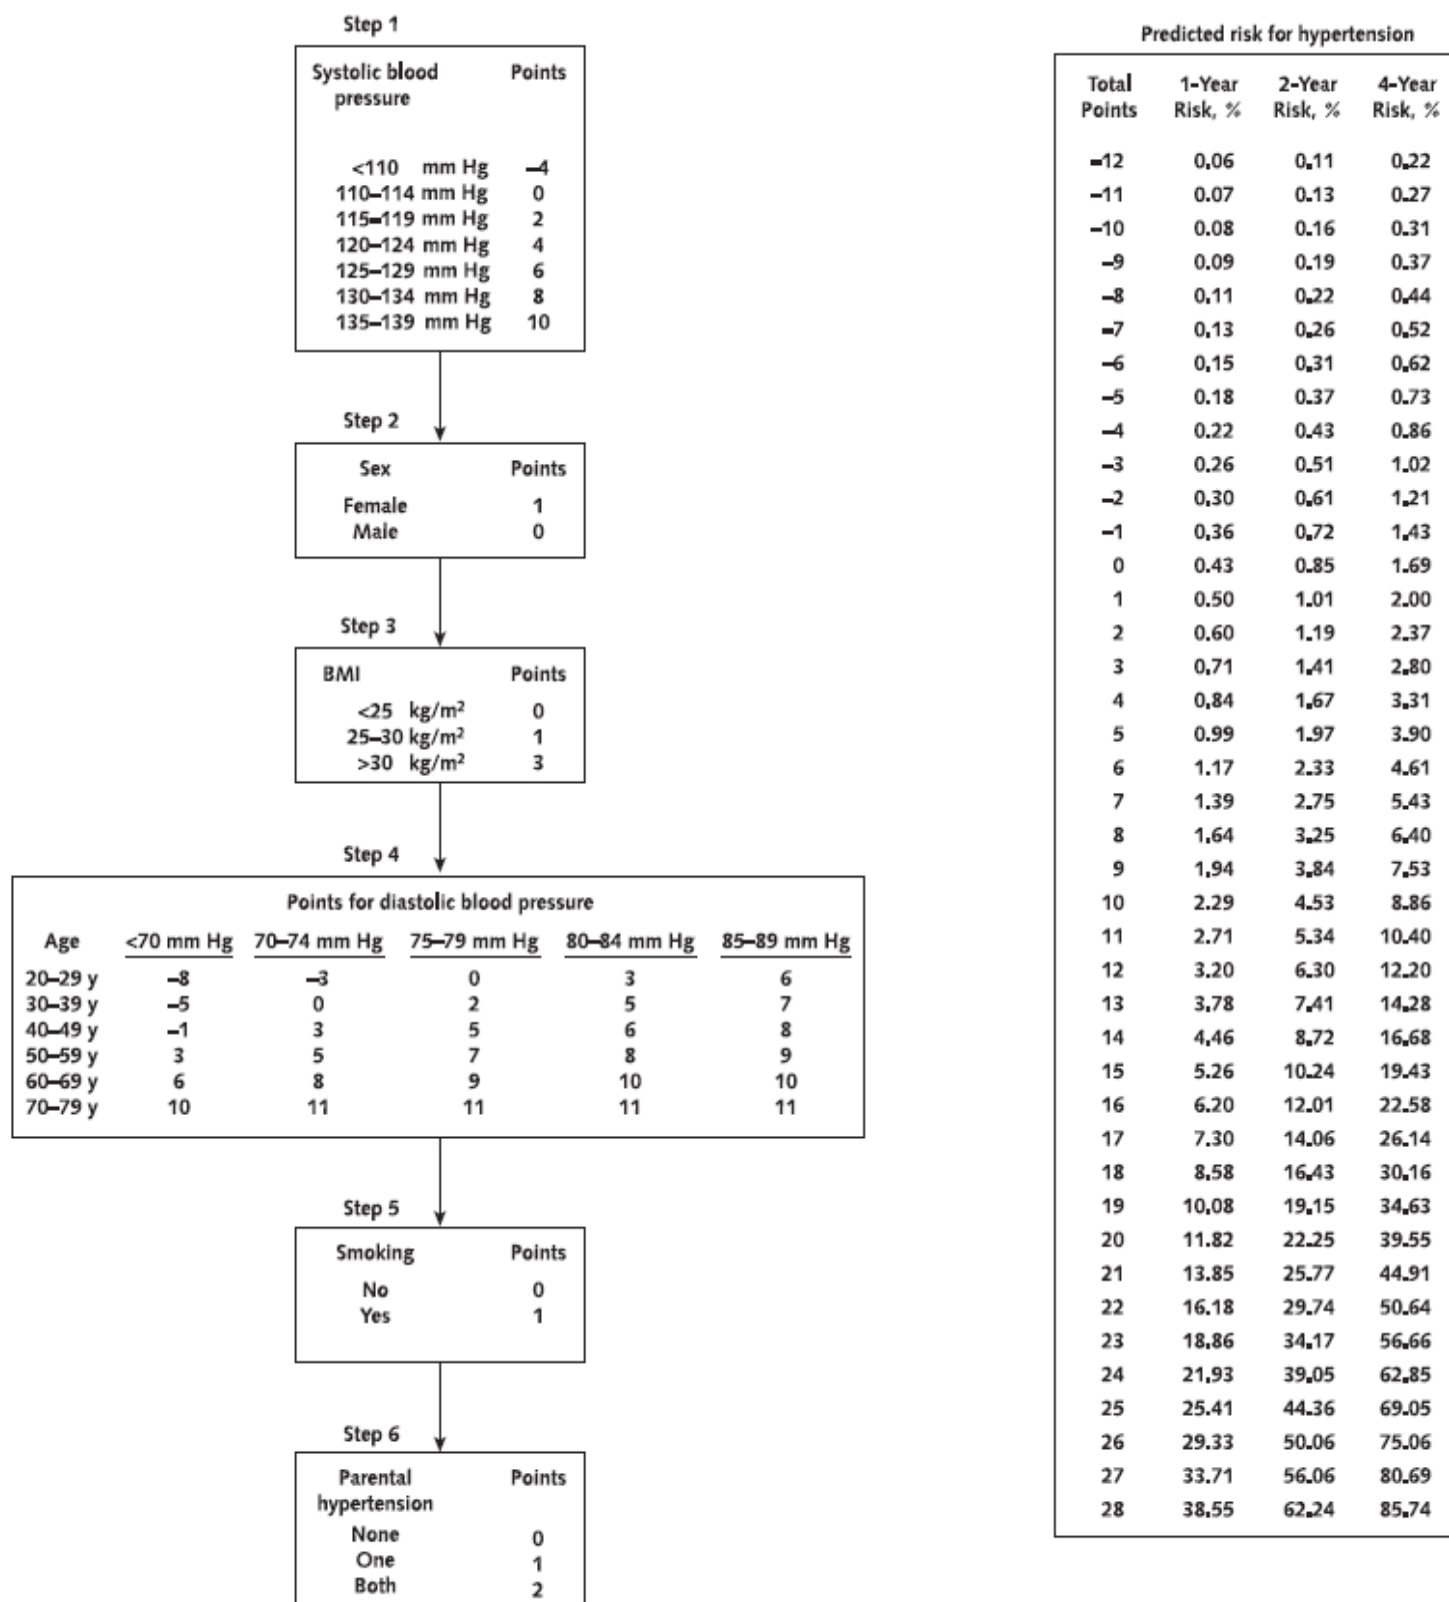 Step 1
Systolic blood Points
pressure
<110 mm Hg –4
110–114 mm Hg 0
115–119 mm Hg 2
120–124 mm Hg 4
125–129 mm Hg 6
130–134 mm Hg 8
135–139 mm Hg 10
Step 2
Sex Points
Female 1
Male 0
Step 3
BMI Points
<25 kg/m² 0
25–30 kg/m² 1
>30 kg/m² 3
Step 4
Points for diastolic blood pressure
Age <70 mm Hg 70–74 mm Hg 75–79 mm Hg 80–84 mm Hg 85–89 mm Hg
20–29 y –8 –3 0 3 6
30–39 y –5 0 2 5 7
40–49 y –1 3 5 6 8
50–59 y 3 5 7 8 9
60–69 y 6 8 9 10 10
70–79 y 10 11 11 11 11
Step 5
Smoking Points
No 0
Yes 1
Step 6
Parental Points
hypertension
None 0
One 1
Both 2
Predicted risk for hypertension
Total 1-Year 2-Year 4-Year
Points Risk, % Risk, % Risk, %
–12 0.06 0.11 0.22
–11 0.07 0.13 0.27
–10 0.08 0.16 0.31
–9 0.09 0.19 0.37
–8 0.11 0.22 0.44
–7 0.13 0.26 0.52
–6 0.15 0.31 0.62
–5 0.18 0.37 0.73
–4 0.22 0.43 0.86
–3 0.26 0.51 1.02
–2 0.30 0.61 1.21
–1 0.36 0.72 1.43
0 0.43 0.85 1.69
1 0.50 1.01 2.00
2 0.60 1.19 2.37
3 0.71 1.41 2.80
4 0.84 1.67 3.31
5 0.99 1.97 3.90
6 1.17 2.33 4.61
7 1.39 2.75 5.43
8 1.64 3.25 6.40
9 1.94 3.84 7.53
10 2.29 4.53 8.86
11 2.71 5.34 10.40
12 3.20 6.30 12.20
13 3.78 7.41 14.28
14 4.46 8.72 16.68
15 5.26 10.24 19.43
16 6.20 12.01 22.58
17 7.30 14.06 26.14
18 8.58 16.43 30.16
19 10.08 19.15 34.63
20 11.82 22.25 39.55
21 13.85 25.77 44.91
22 16.18 29.74 50.64
23 18.86 34.17 56.66
24 21.93 39.05 62.85
25 25.41 44.36 69.05
26 29.33 50.06 75.06
27 33.71 56.06 80.69
28 38.55 62.24 85.74